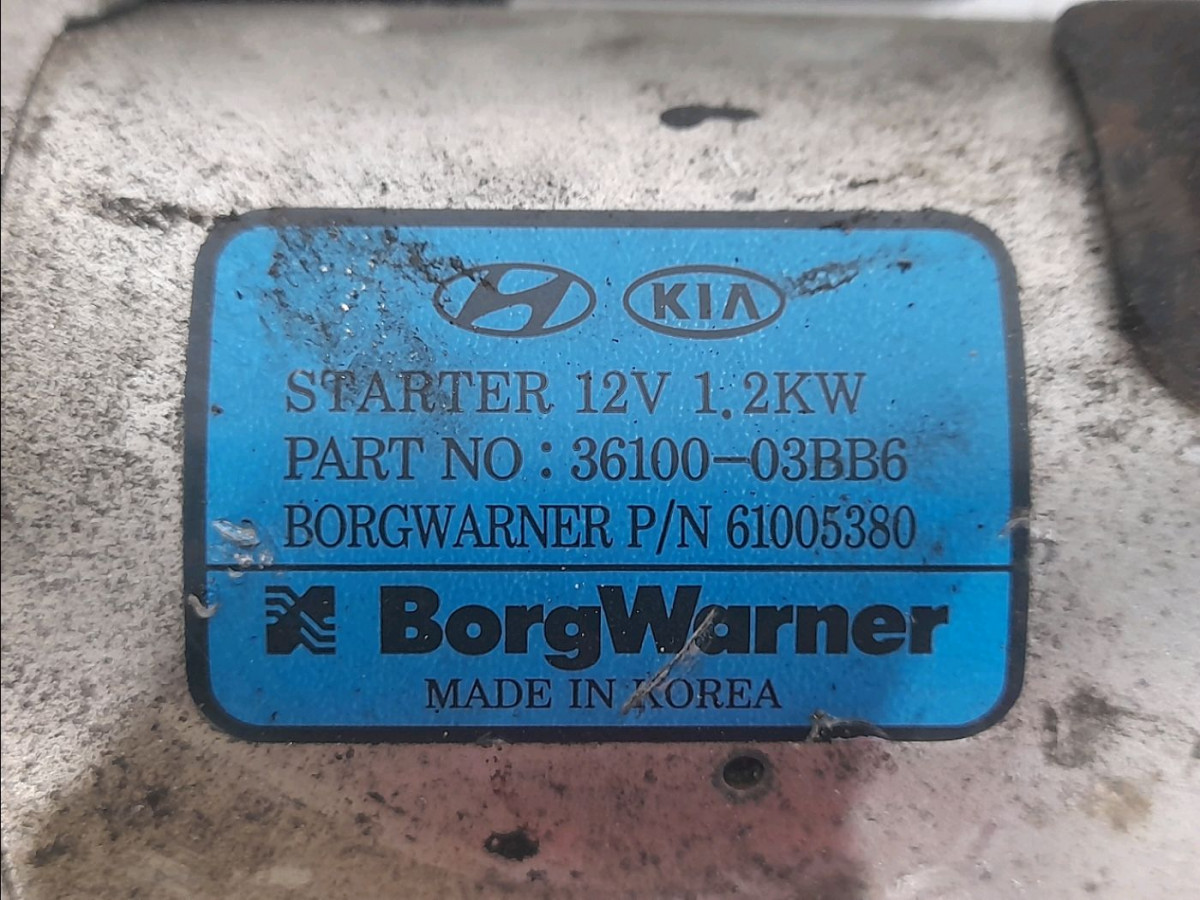 KIA
STARTER 12V 1.2KW
PART NO : 36100-03BB6
BORGWARNER P/N 61005380
BorgWarner
MADE IN KOREA